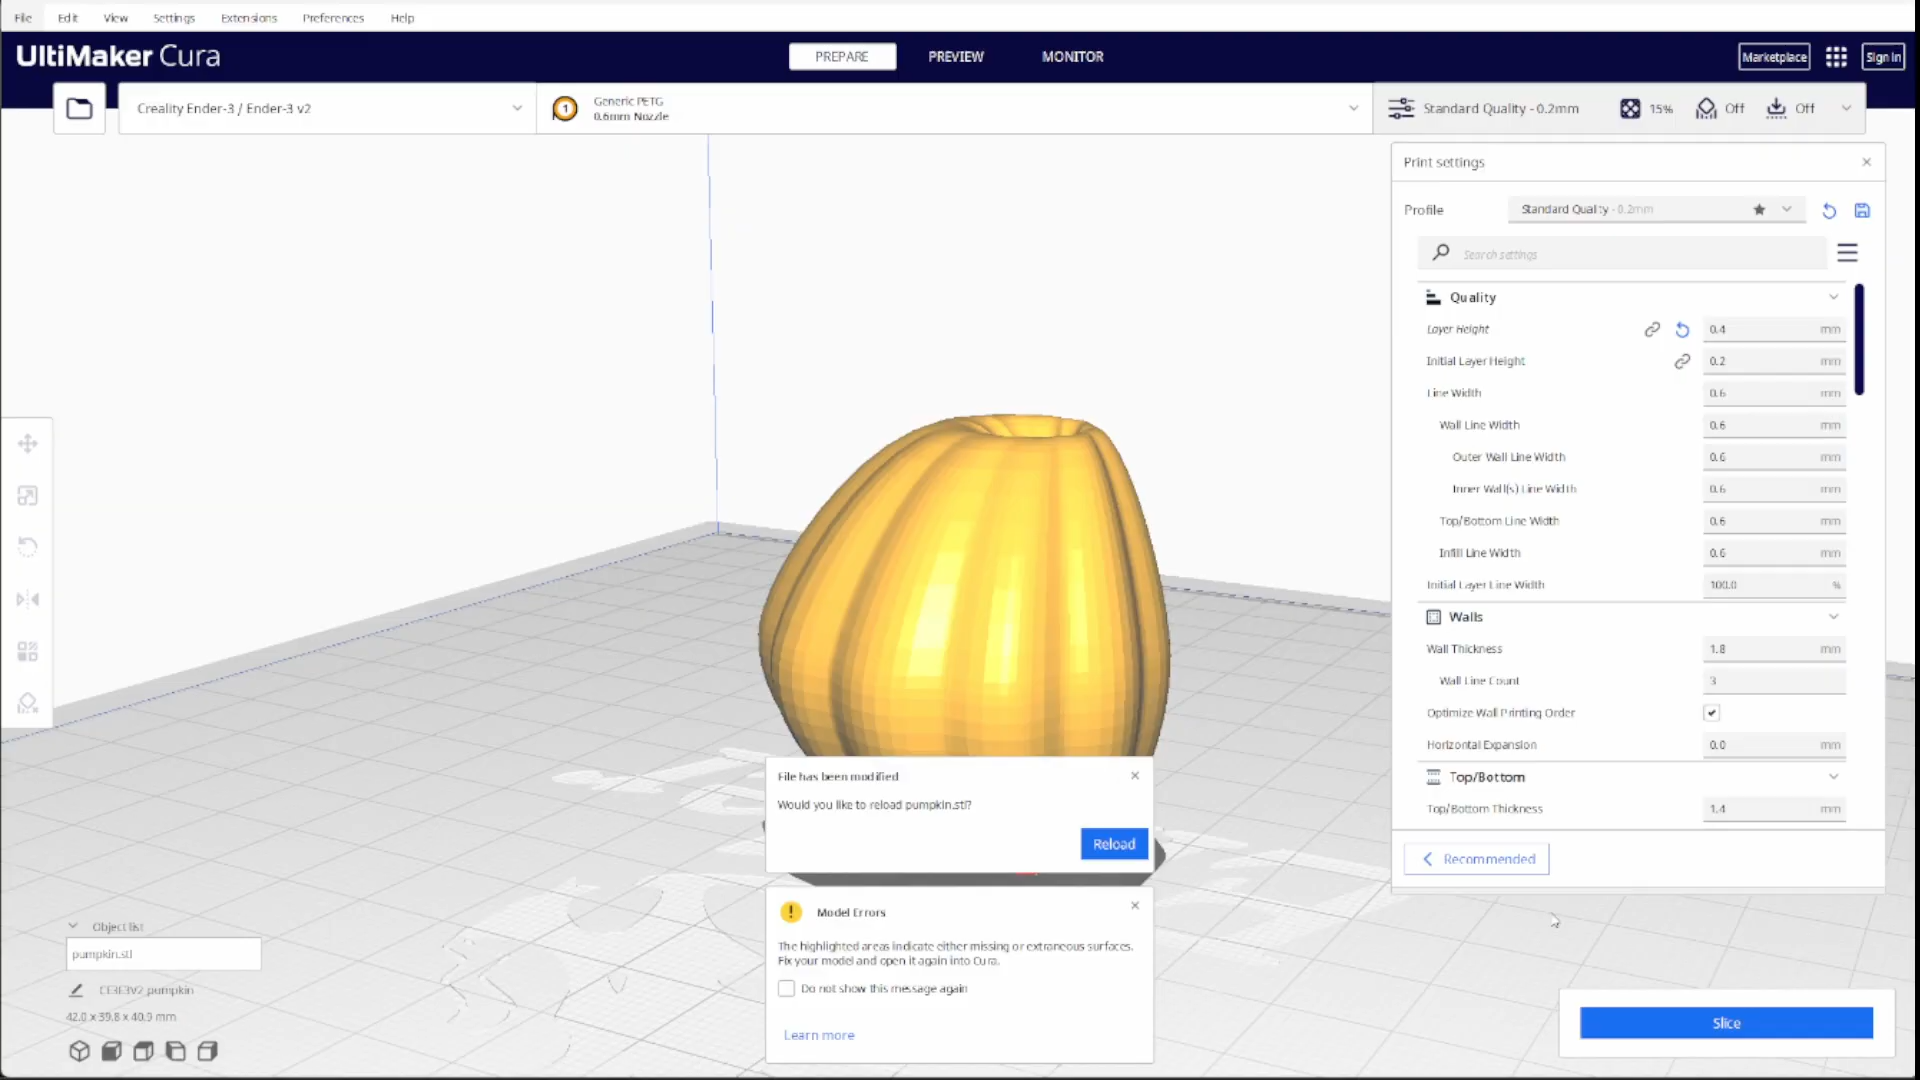 File Edit View Settings Extensions Preferences Help
UltiMaker Cura
PREPARE PREVIEW MONITOR
Marketplace
Sign In
Creality Ender-3 / Ender-3 v2
1
Generic PETG
0.6mm Nozzle
Standard Quality - 0.2mm 15% Off Off
Print settings
Profile Standard Quality - 0.2mm
Search settings
Quality
Layer Height 0.4 mm
Initial Layer Height 0.2 mm
Line Width 0.6 mm
Wall Line Width 0.6 mm
Outer Wall Line Width 0.6 mm
Inner Wall(s) Line Width 0.6 mm
Top/Bottom Line Width 0.6 mm
Infill Line Width 0.6 mm
Initial Layer Line Width 100.0 %
Walls
Wall Thickness 1.8 mm
Wall Line Count 3
Optimize Wall Printing Order
Horizontal Expansion 0.0 mm
Top/Bottom
Top/Bottom Thickness 1.4 mm
Recommended
File has been modified
Would you like to reload pumpkin.stl?
Reload
Model Errors
The highlighted areas indicate either missing or extraneous surfaces.
Fix your model and open it again into Cura.
Do not show this message again
Learn more
Object list
pumpkin.stl
CE3E3V2_pumpkin
42.0 x 39.8 x 40.9 mm
Slice